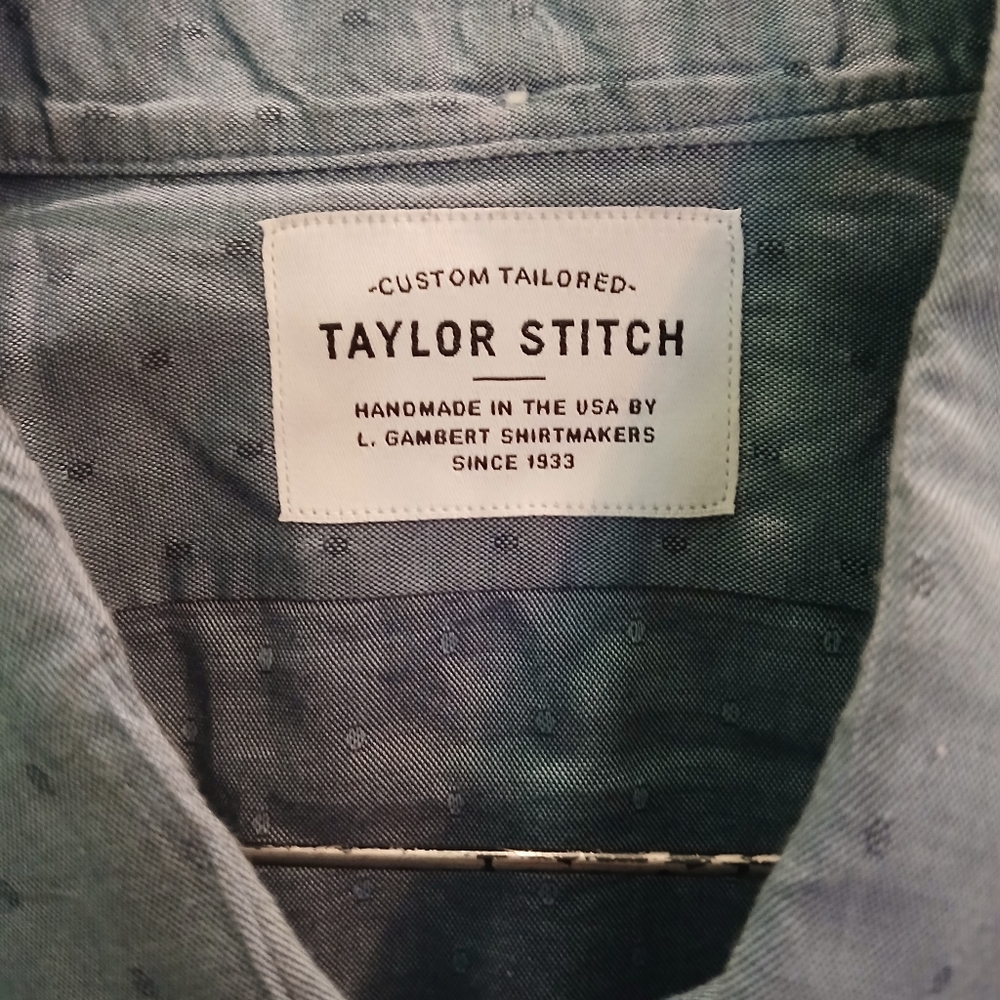 -CUSTOM TAILORED-
TAYLOR STITCH
HANDMADE IN THE USA BY
L. GAMBERT SHIRTMAKERS
SINCE 1933